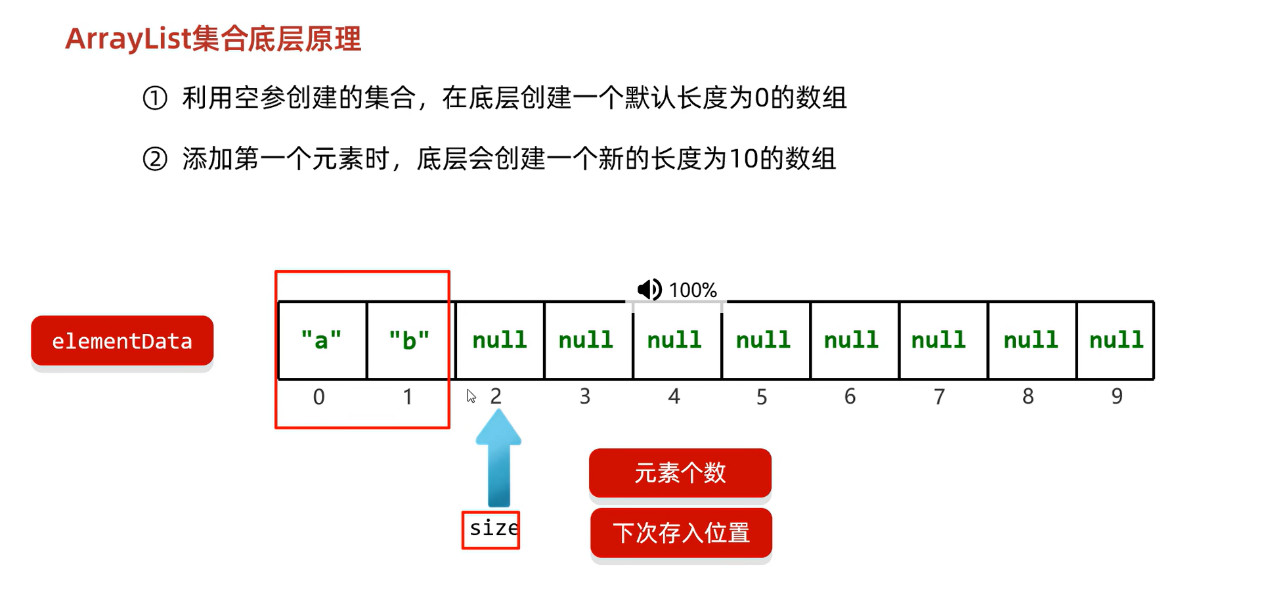 ArrayList集合底层原理
① 利用空参创建的集合，在底层创建一个默认长度为0的数组
② 添加第一个元素时，底层会创建一个新的长度为10的数组
100%
elementData
"a" "b" null null null null null null null null
0 1 2 3 4 5 6 7 8 9
元素个数
size
下次存入位置